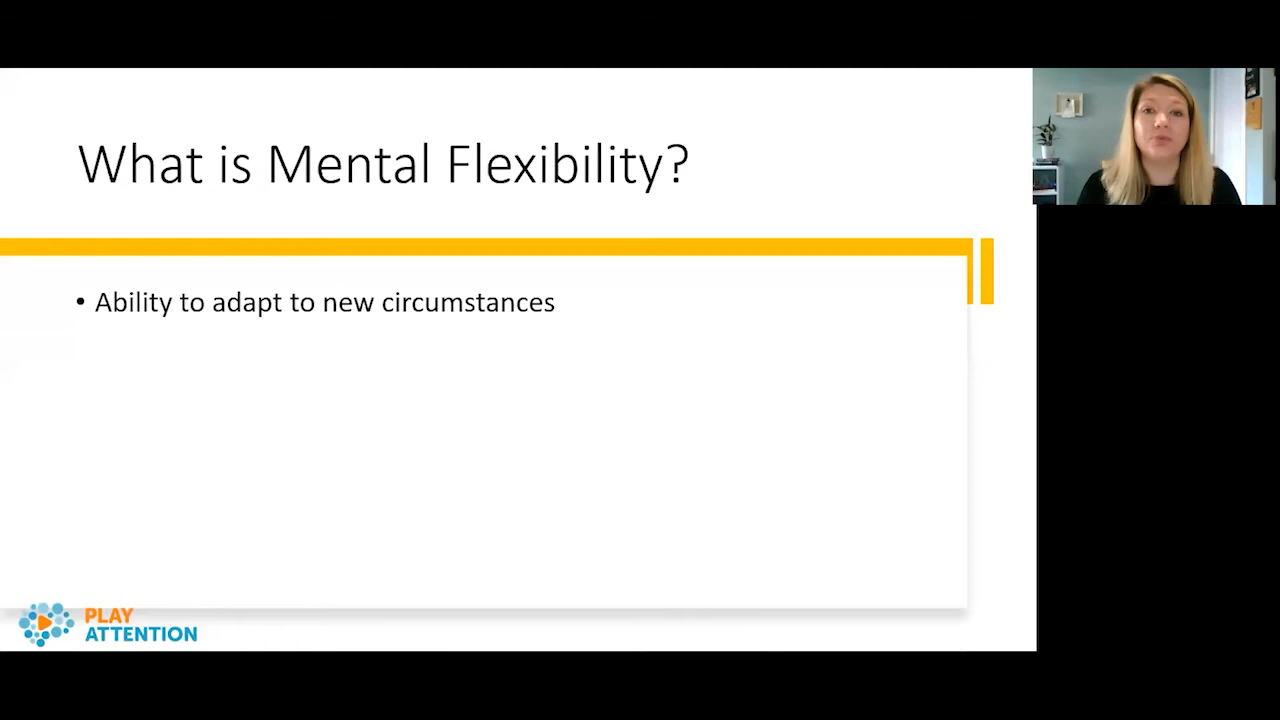 What is Mental Flexibility?
• Ability to adapt to new circumstances
PLAY
ATTENTION